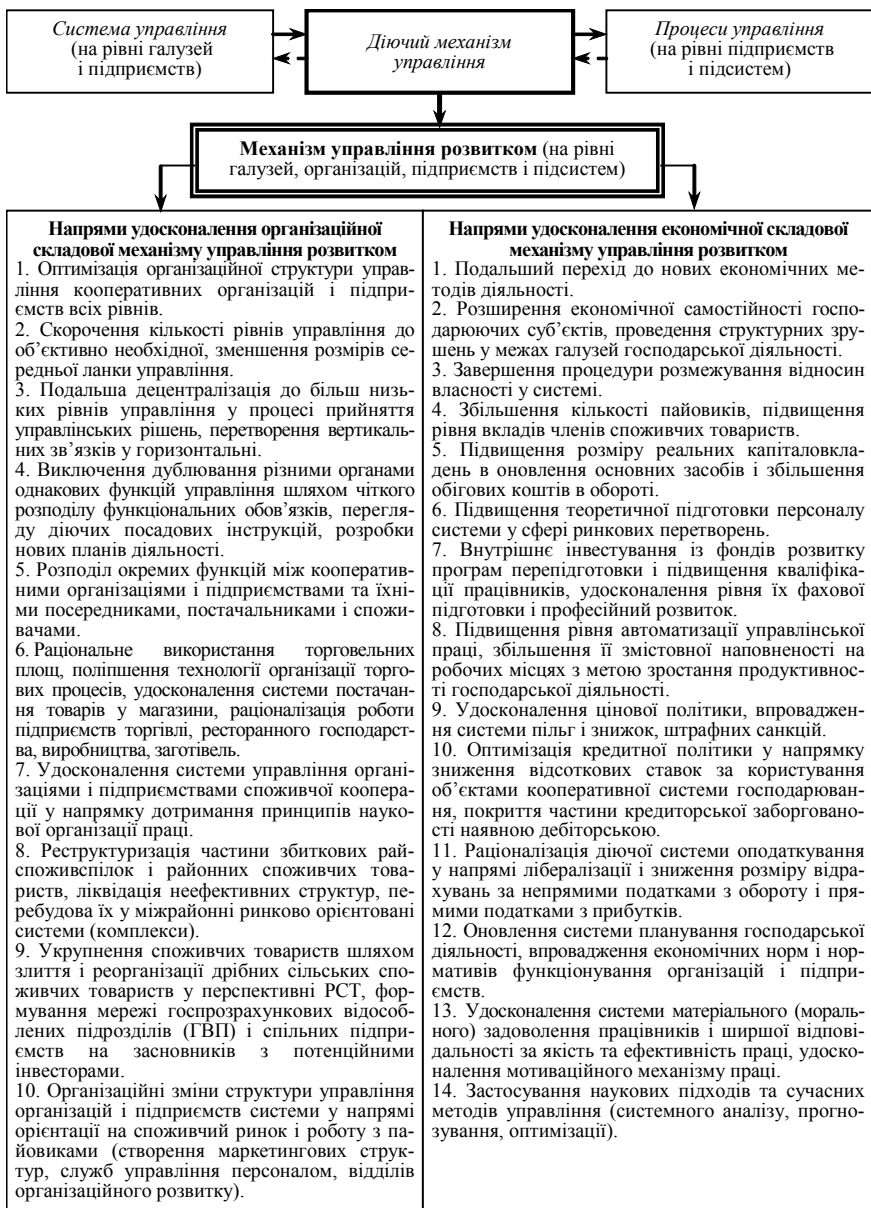 Система управління
(на рівні галузей
і підприємств)
Діючий механізм
управління
Процеси управління
(на рівні підприємств
і підсистем)
Механізм управління розвитком (на рівні
галузей, організацій, підприємств і підсистем)
Напрями удосконалення організаційної
складової механізму управління розвитком
1. Оптимізація організаційної структури управ-
ління кооперативних організацій і підпри-
ємств всіх рівнів.
2. Скорочення кількості рівнів управління до
об’єктивно необхідної, зменшення розмірів се-
редньої ланки управління.
3. Подальша децентралізація до більш низь-
ких рівнів управління у процесі прийняття
управлінських рішень, перетворення вертикаль-
них зв’язків у горизонтальні.
4. Виключення дублювання різними органами
однакових функцій управління шляхом чіткого
розподілу функціональних обов’язків, перегля-
ду діючих посадових інструкцій, розробки
нових планів діяльності.
5. Розподіл окремих функцій між кооператив-
ними організаціями і підприємствами та їхні-
ми посередниками, постачальниками і спожи-
вачами.
6. Раціональне використання торговельних
площ, поліпшення технології організації торго-
вих процесів, удосконалення системи постачан-
ня товарів у магазини, раціоналізація роботи
підприємств торгівлі, ресторанного господарст-
ва, виробництва, заготівель.
7. Удосконалення системи управління органі-
заціями і підприємствами споживчої коопера-
ції у напрямку дотримання принципів науко-
вої організації праці.
8. Реструктуризація частини збиткових рай-
споживспілок і районних споживчих това-
риств, ліквідація неефективних структур, пе-
ребудова їх у міжрайонні ринково орієнтовані
системи (комплекси).
9. Укрупнення споживчих товариств шляхом
злиття і реорганізації дрібних сільських спо-
живчих товариств у перспективні РСТ, фор-
мування мережі госпрозрахункових відособ-
лених підрозділів (ГВП) і спільних підпри-
ємств на засновників з потенційними
інвесторами.
10. Організаційні зміни структури управління
організацій і підприємств системи у напрямі
орієнтації на споживчий ринок і роботу з па-
йовиками (створення маркетингових струк-
тур, служб управління персоналом, відділів
організаційного розвитку).
Напрями удосконалення економічної складової
механізму управління розвитком
1. Подальший перехід до нових економічних ме-
тодів діяльності.
2. Розширення економічної самостійності госпо-
дарюючих суб’єктів, проведення структурних зру-
шень у межах галузей господарської діяльності.
3. Завершення процедури розмежування відносин
власності у системі.
4. Збільшення кількості пайовиків, підвищення
рівня вкладів членів споживчих товариств.
5. Підвищення розміру реальних капіталовкла-
день в оновлення основних засобів і збільшення
обігових коштів в обороті.
6. Підвищення теоретичної підготовки персоналу
системи у сфері ринкових перетворень.
7. Внутрішнє інвестування із фондів розвитку
програм перепідготовки і підвищення кваліфіка-
ції працівників, удосконалення рівня їх фахової
підготовки і професійний розвиток.
8. Підвищення рівня автоматизації управлінської
праці, збільшення її змістовної наповненості на
робочих місцях з метою зростання продуктивнос-
ті господарської діяльності.
9. Удосконалення цінової політики, впроваджен-
ня системи пільг і знижок, штрафних санкцій.
10. Оптимізація кредитної політики у напрямку
зниження відсоткових ставок за користування
об’єктами кооперативної системи господарюван-
ня, покриття частини кредиторської заборгова-
ності наявною дебіторською.
11. Раціоналізація діючої системи оподаткування
у напрямі лібералізації і зниження розміру відра-
хувань за непрямими податками з обороту і пря-
мими податками з прибутків.
12. Оновлення системи планування господарської
діяльності, впровадження економічних норм і нор-
мативів функціонування організацій і підпри-
ємств.
13. Удосконалення системи матеріального (мораль-
ного) задоволення працівників і ширшої відпові-
дальності за якість та ефективність праці, удоско-
налення мотиваційного механізму праці.
14. Застосування наукових підходів та сучасних
методів управління (системного аналізу, прогно-
зування, оптимізації).